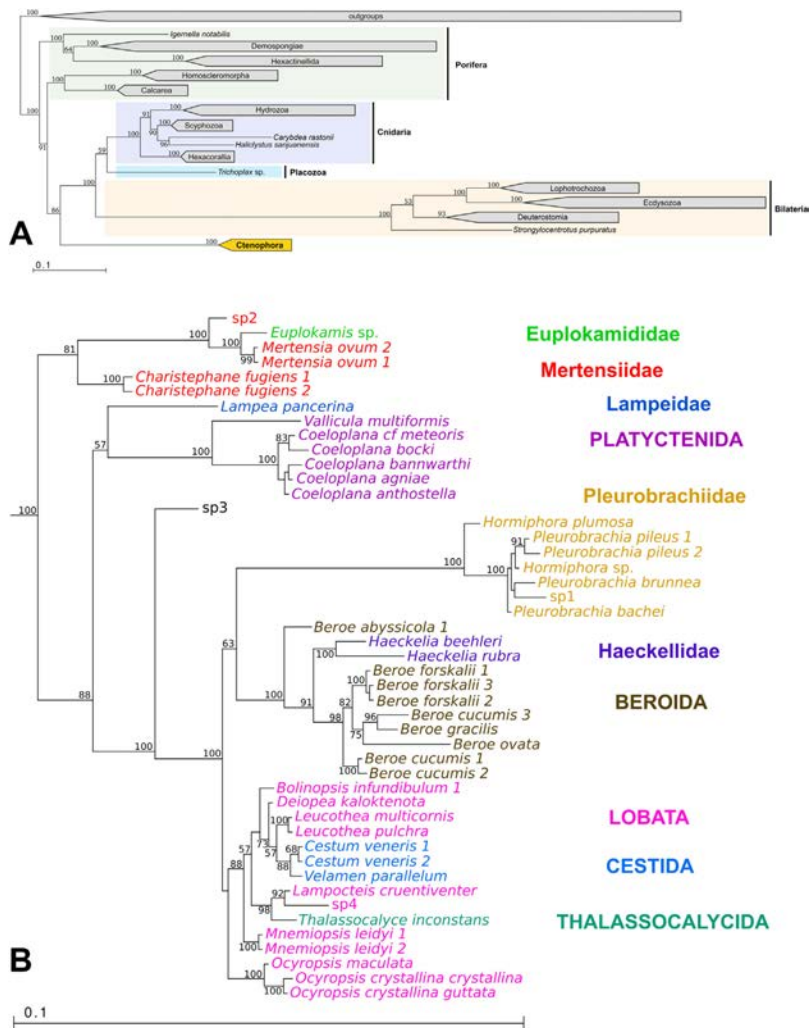 outgroups
100
Igernella notabilis
100
64
Demospongiae
100
Hexactinellida
100
Homoscleromorpha
100
100
Calcarea
Porifera
100
91
Hydrozoa
100
91
100
Scyphozoa
90
Carybdea rastonii
96
Haliclystus sanjuanensis
100
Hexacorallia
Cnidaria
59
Trichoplax sp.
Placozoa
100
Lophotrochozoa
100
53
100
Ecdysozoa
93
Deuterostomia
100
Strongylocentrotus purpuratus
Bilateria
66
100
Ctenophora
A
0.1
sp2
100
Euplokamis sp.
Euplokamididae
100
Mertensia ovum 2
81
99
Mertensia ovum 1
Mertensiidae
100
Charistephane fugiens 1
Charistephane fugiens 2
Lampea pancerina
Lampeidae
57
Vallicula multiformis
100
83
Coeloplana cf meteoris
PLATYCTENIDA
Coeloplana bocki
100
Coeloplana bannwarthi
Coeloplana agniae
Coeloplana anthostella
Pleurobrachiidae
100
sp3
Hormiphora plumosa
91
Pleurobrachia pileus 1
Pleurobrachia pileus 2
100
100
Hormiphora sp.
Pleurobrachia brunnea
sp1
Pleurobrachia bachei
63
Beroe abyssicola 1
Haeckelia beehleri
Haeckellidae
100
Haeckelia rubra
100
91
100
Beroe forskalii 1
Beroe forskalii 3
88
82
Beroe forskalii 2
BEROIDA
98
96
Beroe cucumis 3
75
Beroe gracilis
Beroe ovata
100
100
Beroe cucumis 1
Beroe cucumis 2
Bolinopsis infundibulum 1
Deiopea kaloktenota
100
Leucothea multicornis
LOBATA
57
73
57
Leucothea pulchra
68
Cestum veneris 1
88
88
Cestum veneris 2
CESTIDA
Velamen parallelum
92
Lampocteis cruentiventer
98
sp4
Thalassocalyce inconstans
THALASSOCALYCIDA
Mnemiopsis leidyi 1
100
Mnemiopsis leidyi 2
Ocyropsis maculata
100
Ocyropsis crystallina crystallina
100
Ocyropsis crystallina guttata
B
0.1